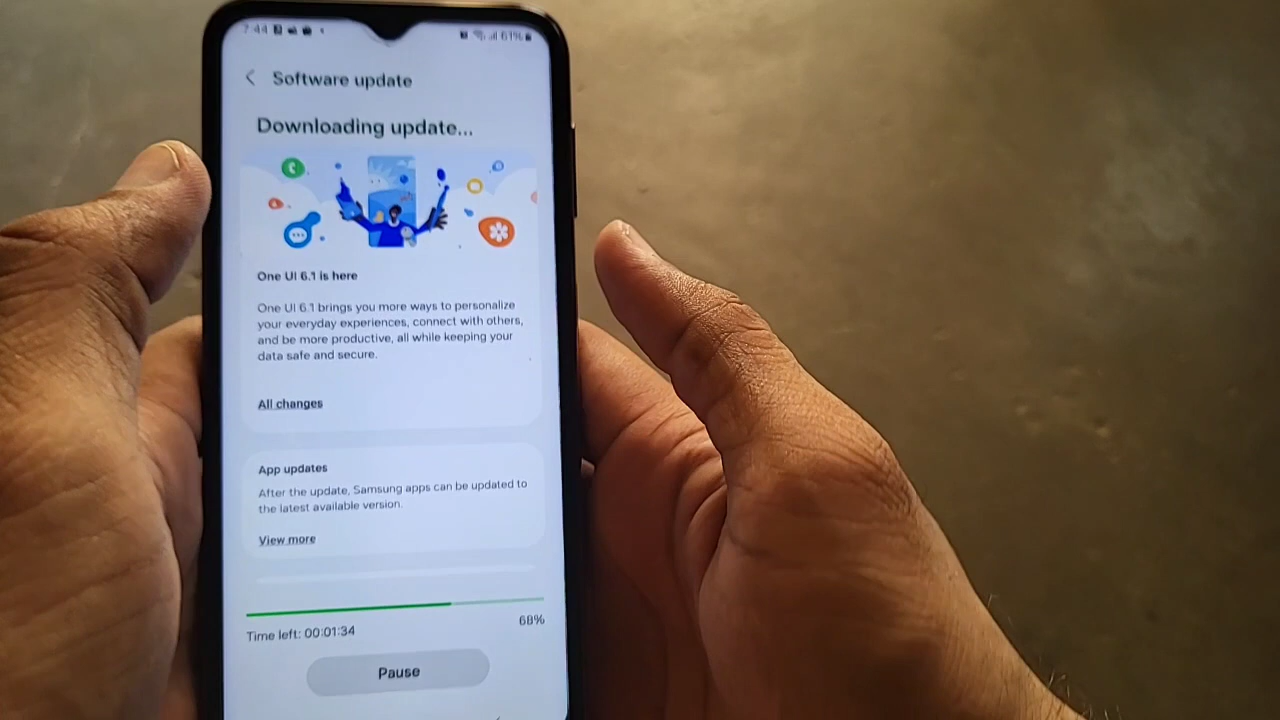 7:44
61%
Software update
Downloading update...
One UI 6.1 is here
One UI 6.1 brings you more ways to personalize
your everyday experiences, connect with others,
and be more productive, all while keeping your
data safe and secure.
All changes
App updates
After the update, Samsung apps can be updated to
the latest available version.
View more
Time left: 00:01:34
68%
Pause